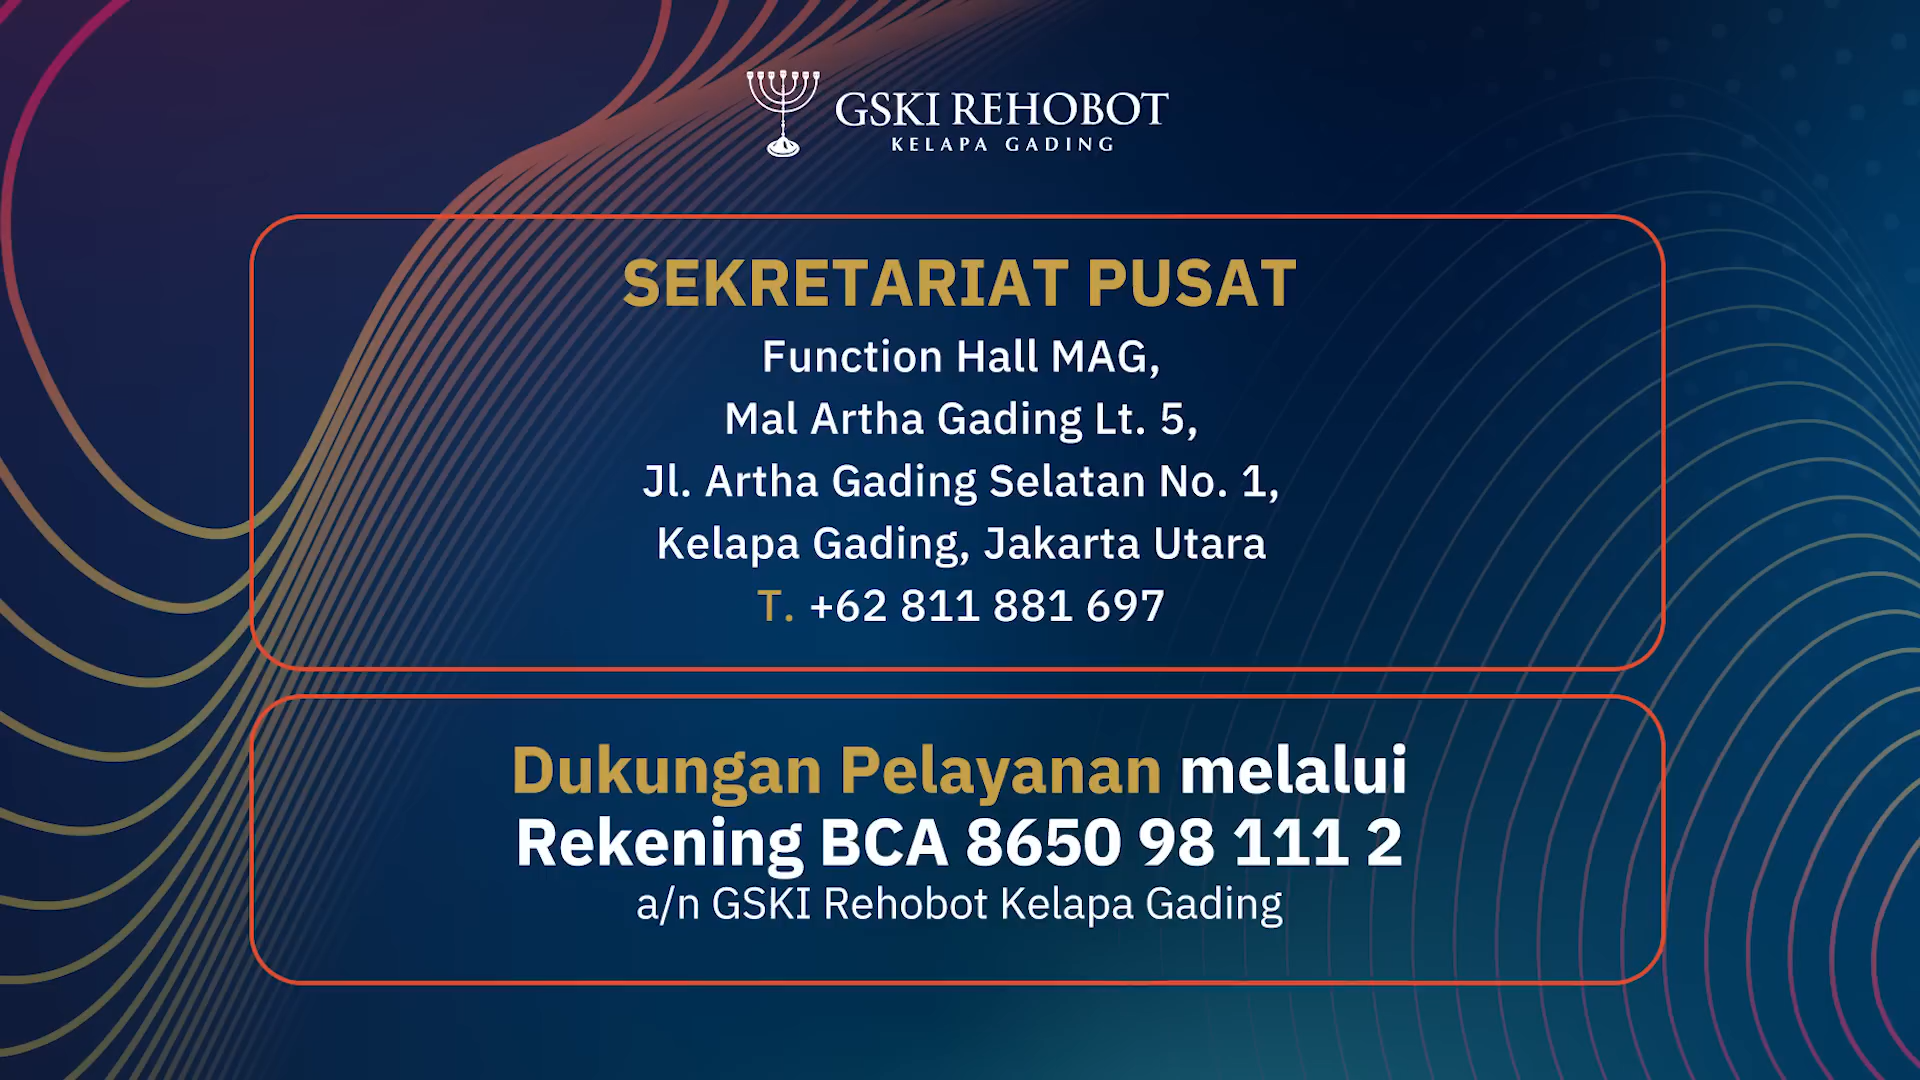 GSKI REHOBOT
KELAPA GADING
SEKRETARIAT PUSAT
Function Hall MAG,
Mal Artha Gading Lt. 5,
Jl. Artha Gading Selatan No. 1,
Kelapa Gading, Jakarta Utara
T. +62 811 881 697
Dukungan Pelayanan melalui
Rekening BCA 8650 98 111 2
a/n GSKI Rehobot Kelapa Gading